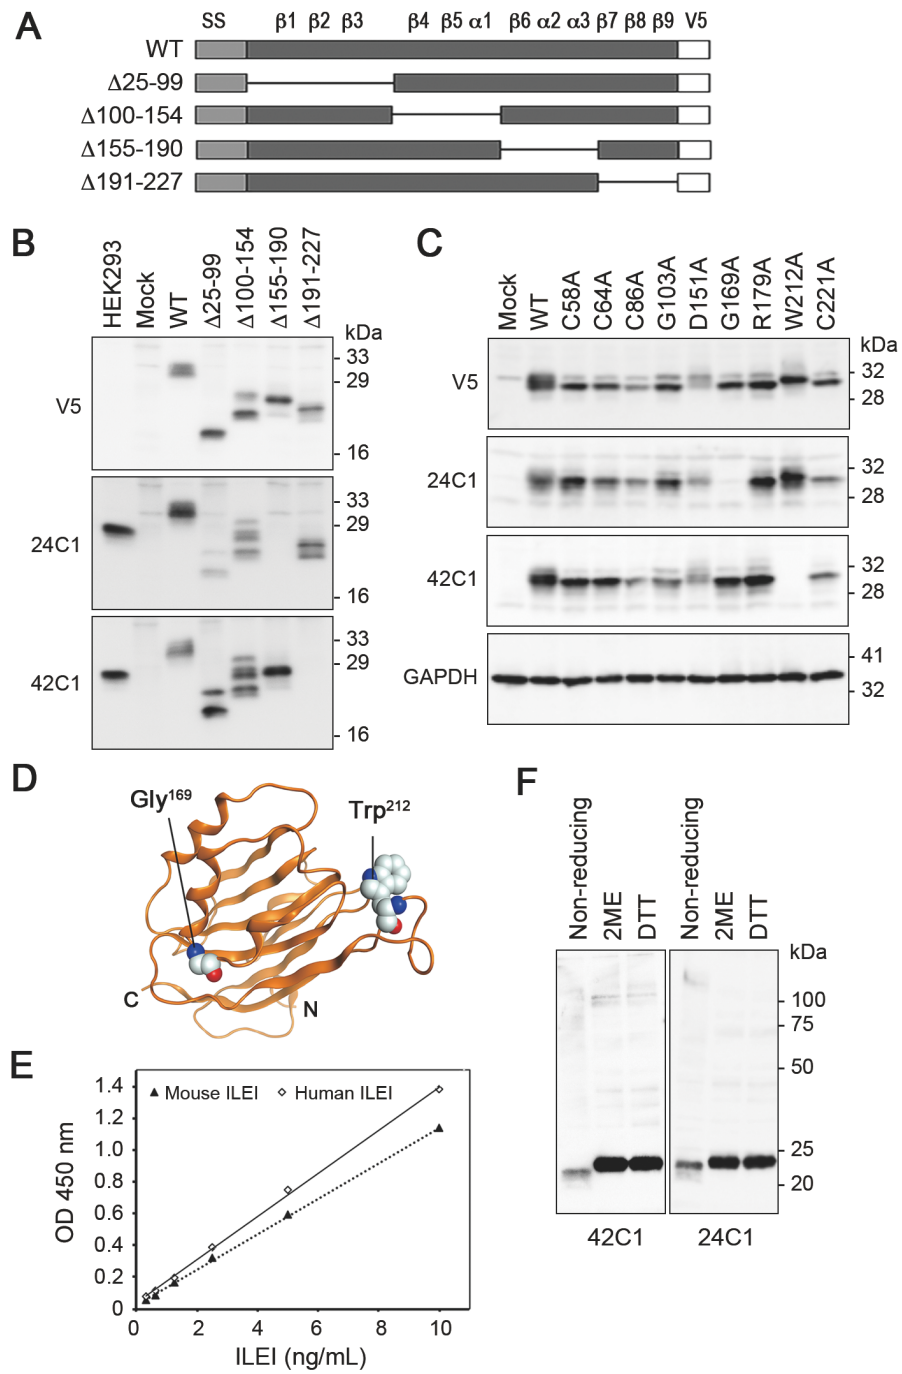 A
SS β1 β2 β3 β4 β5 α1 β6 α2 α3 β7 β8 β9 V5
WT
Δ25-99
Δ100-154
Δ155-190
Δ191-227
B
HEK293 Mock WT Δ25-99 Δ100-154 Δ155-190 Δ191-227
kDa
V5
33
29
16
24C1
33
29
16
42C1
33
29
16
C
Mock WT C58A C64A C86A G103A D151A G169A R179A W212A C221A
kDa
V5
32
28
24C1
32
28
42C1
32
28
GAPDH
41
32
D
Gly169
Trp212
C
N
E
Mouse ILEI Human ILEI
OD 450 nm
1.4
1.2
1.0
0.8
0.6
0.4
0.2
0
0 2 4 6 8 10
ILEI (ng/mL)
F
Non-reducing 2ME DTT Non-reducing 2ME DTT
kDa
100
75
50
25
20
42C1 24C1